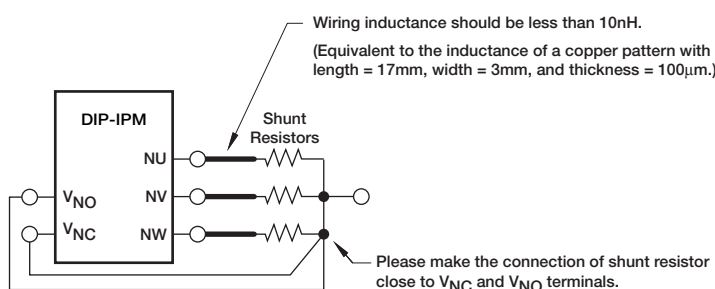 Wiring inductance should be less than 10nH.
(Equivalent to the inductance of a copper pattern with
length = 17mm, width = 3mm, and thickness = 100μm.)
DIP-IPM
Shunt
Resistors
NU
VNO
NV
VNC
NW
Please make the connection of shunt resistor
close to VNC and VNO terminals.